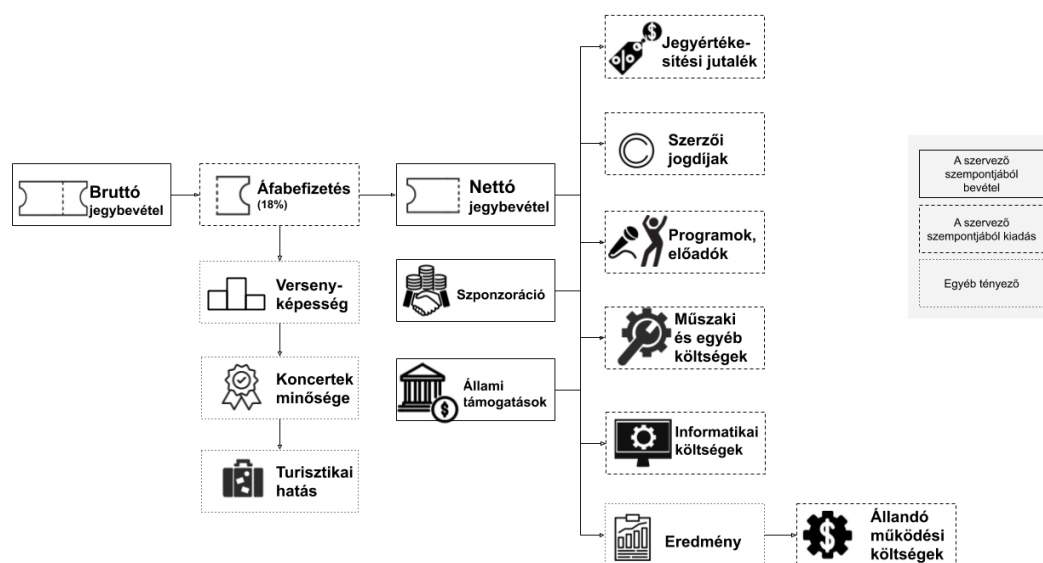 Jegyértéke-
sítési jutalék
Szerzői
jogdíjak
Bruttó
jegybevétel
Áfabefizetés
(18%)
Nettó
jegybevétel
Programok,
előadók
Verseny-
képesség
Szponzoráció
Műszaki
és egyéb
költségek
Koncertek
minősége
Állami
támogatások
Informatikai
költségek
Turisztikai
hatás
Eredmény
Állandó
működési
költségek
A szervező
szempontjából
bevétel
A szervező
szempontjából kiadás
Egyéb tényező